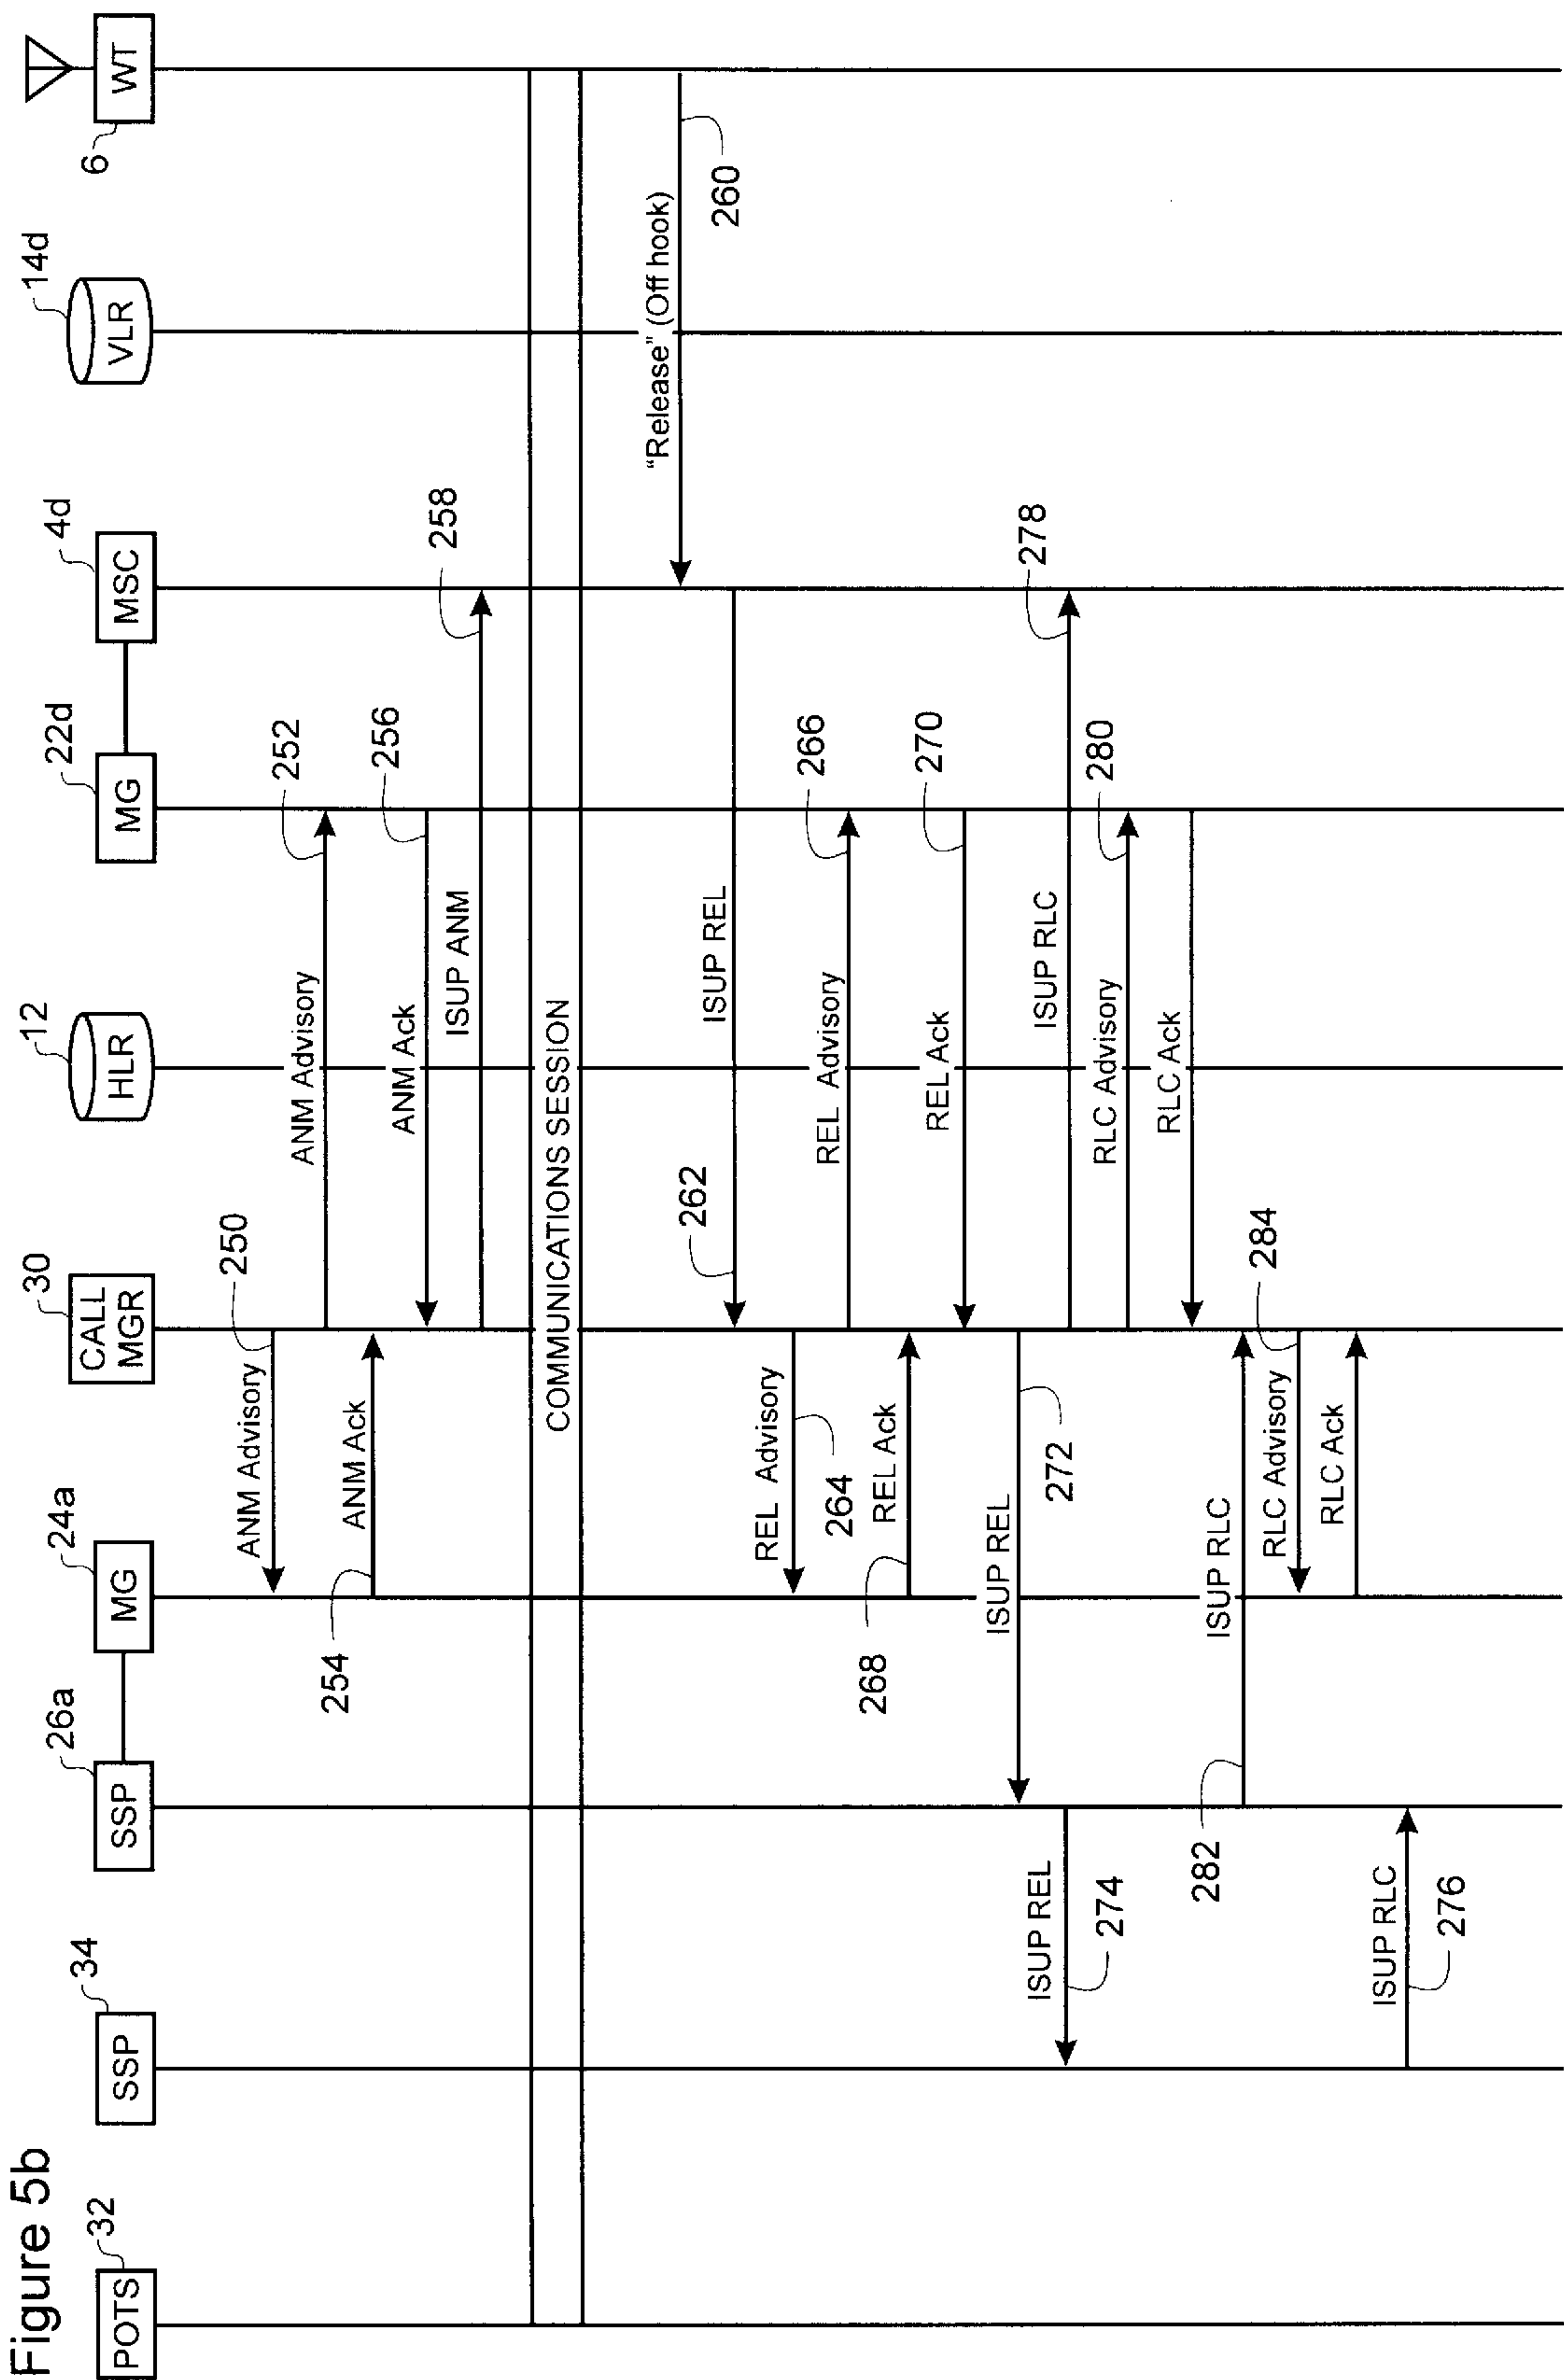 Figure 5b
POTS
32
SSP
34
SSP
26a
MG
24a
CALL
MGR
30
HLR
12
MG
22d
MSC
4d
VLR
14d
WT
6
ANM Advisory
250
ANM Advisory
252
ANM Ack
254
ANM Ack
256
ISUP ANM
258
COMMUNICATIONS SESSION
"Release" (Off hook)
260
ISUP REL
262
REL Advisory
264
REL Advisory
266
REL Ack
268
REL Ack
270
ISUP REL
272
ISUP REL
274
ISUP RLC
278
RLC Advisory
280
RLC Ack
ISUP RLC
282
RLC Advisory
284
RLC Ack
ISUP RLC
276